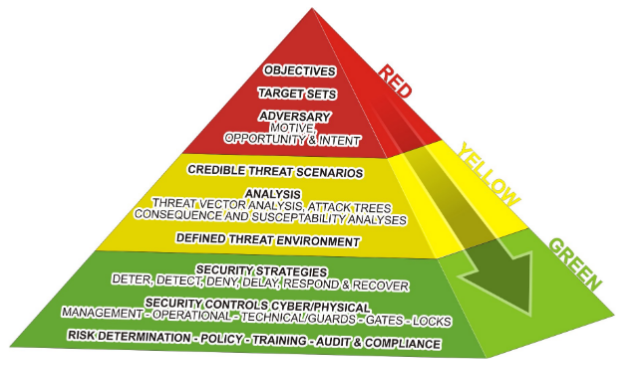 OBJECTIVES
TARGET SETS
ADVERSARY
MOTIVE,
OPPORTUNITY & INTENT
RED
CREDIBLE THREAT SCENARIOS
ANALYSIS
THREAT VECTOR ANALYSIS, ATTACK TREES
CONSEQUENCE AND SUSCEPTABILITY ANALYSES
DEFINED THREAT ENVIRONMENT
YELLOW
SECURITY STRATEGIES
DETER, DETECT, DENY, DELAY, RESPOND & RECOVER
SECURITY CONTROLS CYBER/PHYSICAL
MANAGEMENT - OPERATIONAL - TECHNICAL/GUARDS - GATES - LOCKS
RISK DETERMINATION - POLICY - TRAINING - AUDIT & COMPLIANCE
GREEN